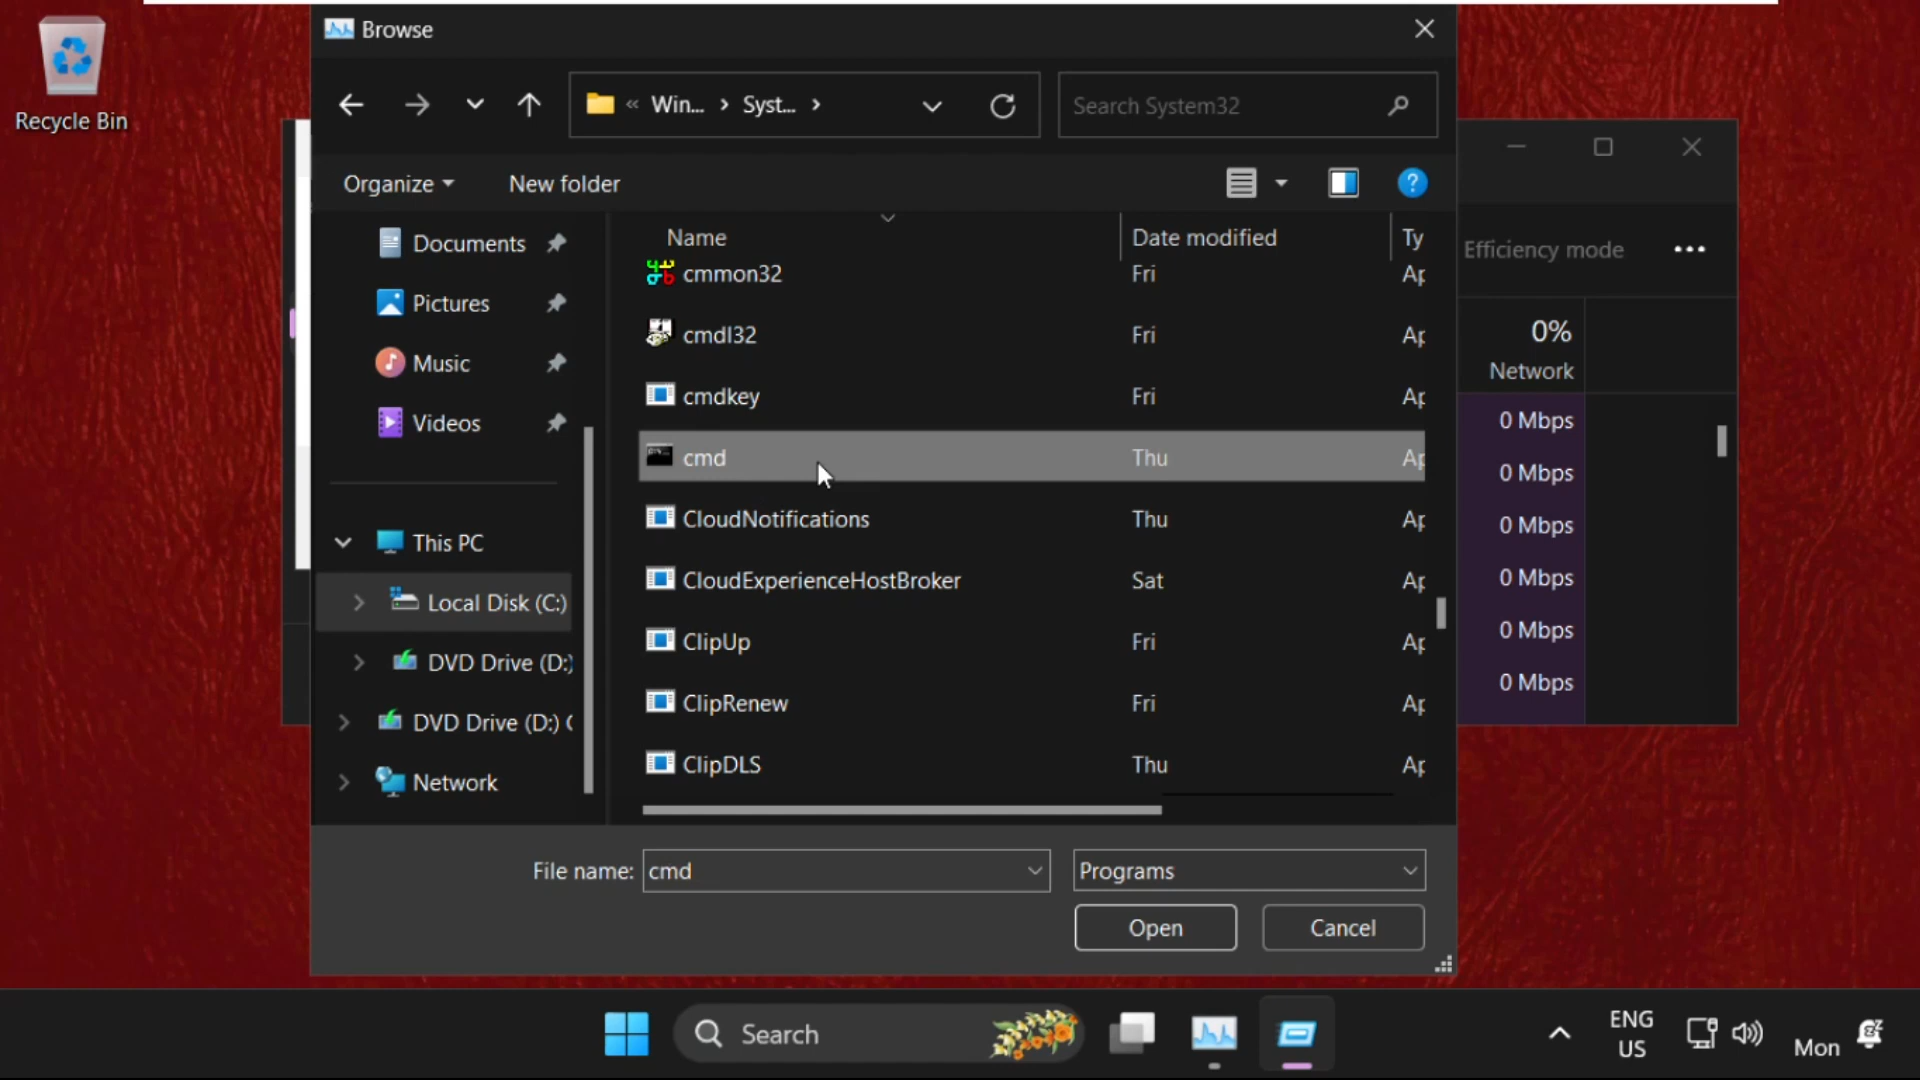 Recycle Bin
Browse
« Win... > Syst... >
Search System32
Organize
New folder
Efficiency mode
Name
Date modified
Ty
Documents
Pictures
Music
Videos
This PC
Local Disk (C:)
DVD Drive (D:)
DVD Drive (D:) C
Network
cmmon32 Fri Ap
cmdl32 Fri Ap
cmdkey Fri Ap
cmd Thu Ap
CloudNotifications Thu Ap
CloudExperienceHostBroker Sat Ap
ClipUp Fri Ap
ClipRenew Fri Ap
ClipDLS Thu Ap
0%
Network
0 Mbps
0 Mbps
0 Mbps
0 Mbps
0 Mbps
0 Mbps
File name: cmd
Programs
Open
Cancel
Search
ENG
US
Mon